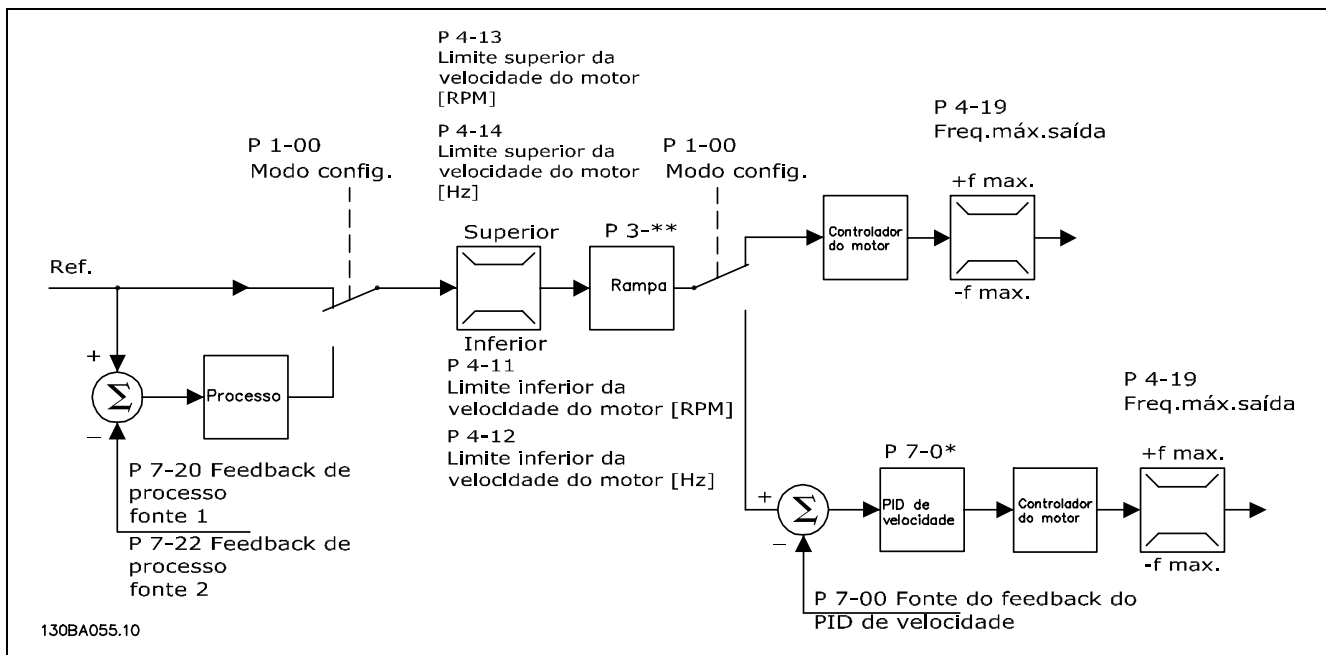 P 4-13
Limite superior da
velocidade do motor
[RPM]
P 4-14
Limite superior da
velocidade do motor
[Hz]
P 1-00
Modo config.
P 1-00
Modo config.
P 4-19
Freq.máx.saída
+f max.
-f max.
Superior
P 3-**
Controlador
do motor
Ref.
Rampa
Inferior
P 4-11
Limite inferior da
velocidade do motor [RPM]
P 4-12
Limite inferior da
velocidade do motor [Hz]
+
Σ
−
Processo
P 7-20 Feedback de
processo
fonte 1
P 7-22 Feedback de
processo
fonte 2
P 4-19
Freq.máx.saída
P 7-0*
+f max.
+
Σ
−
PID de
velocidade
Controlador
do motor
-f max.
P 7-00 Fonte do feedback do
PID de velocidade
130BA055.10